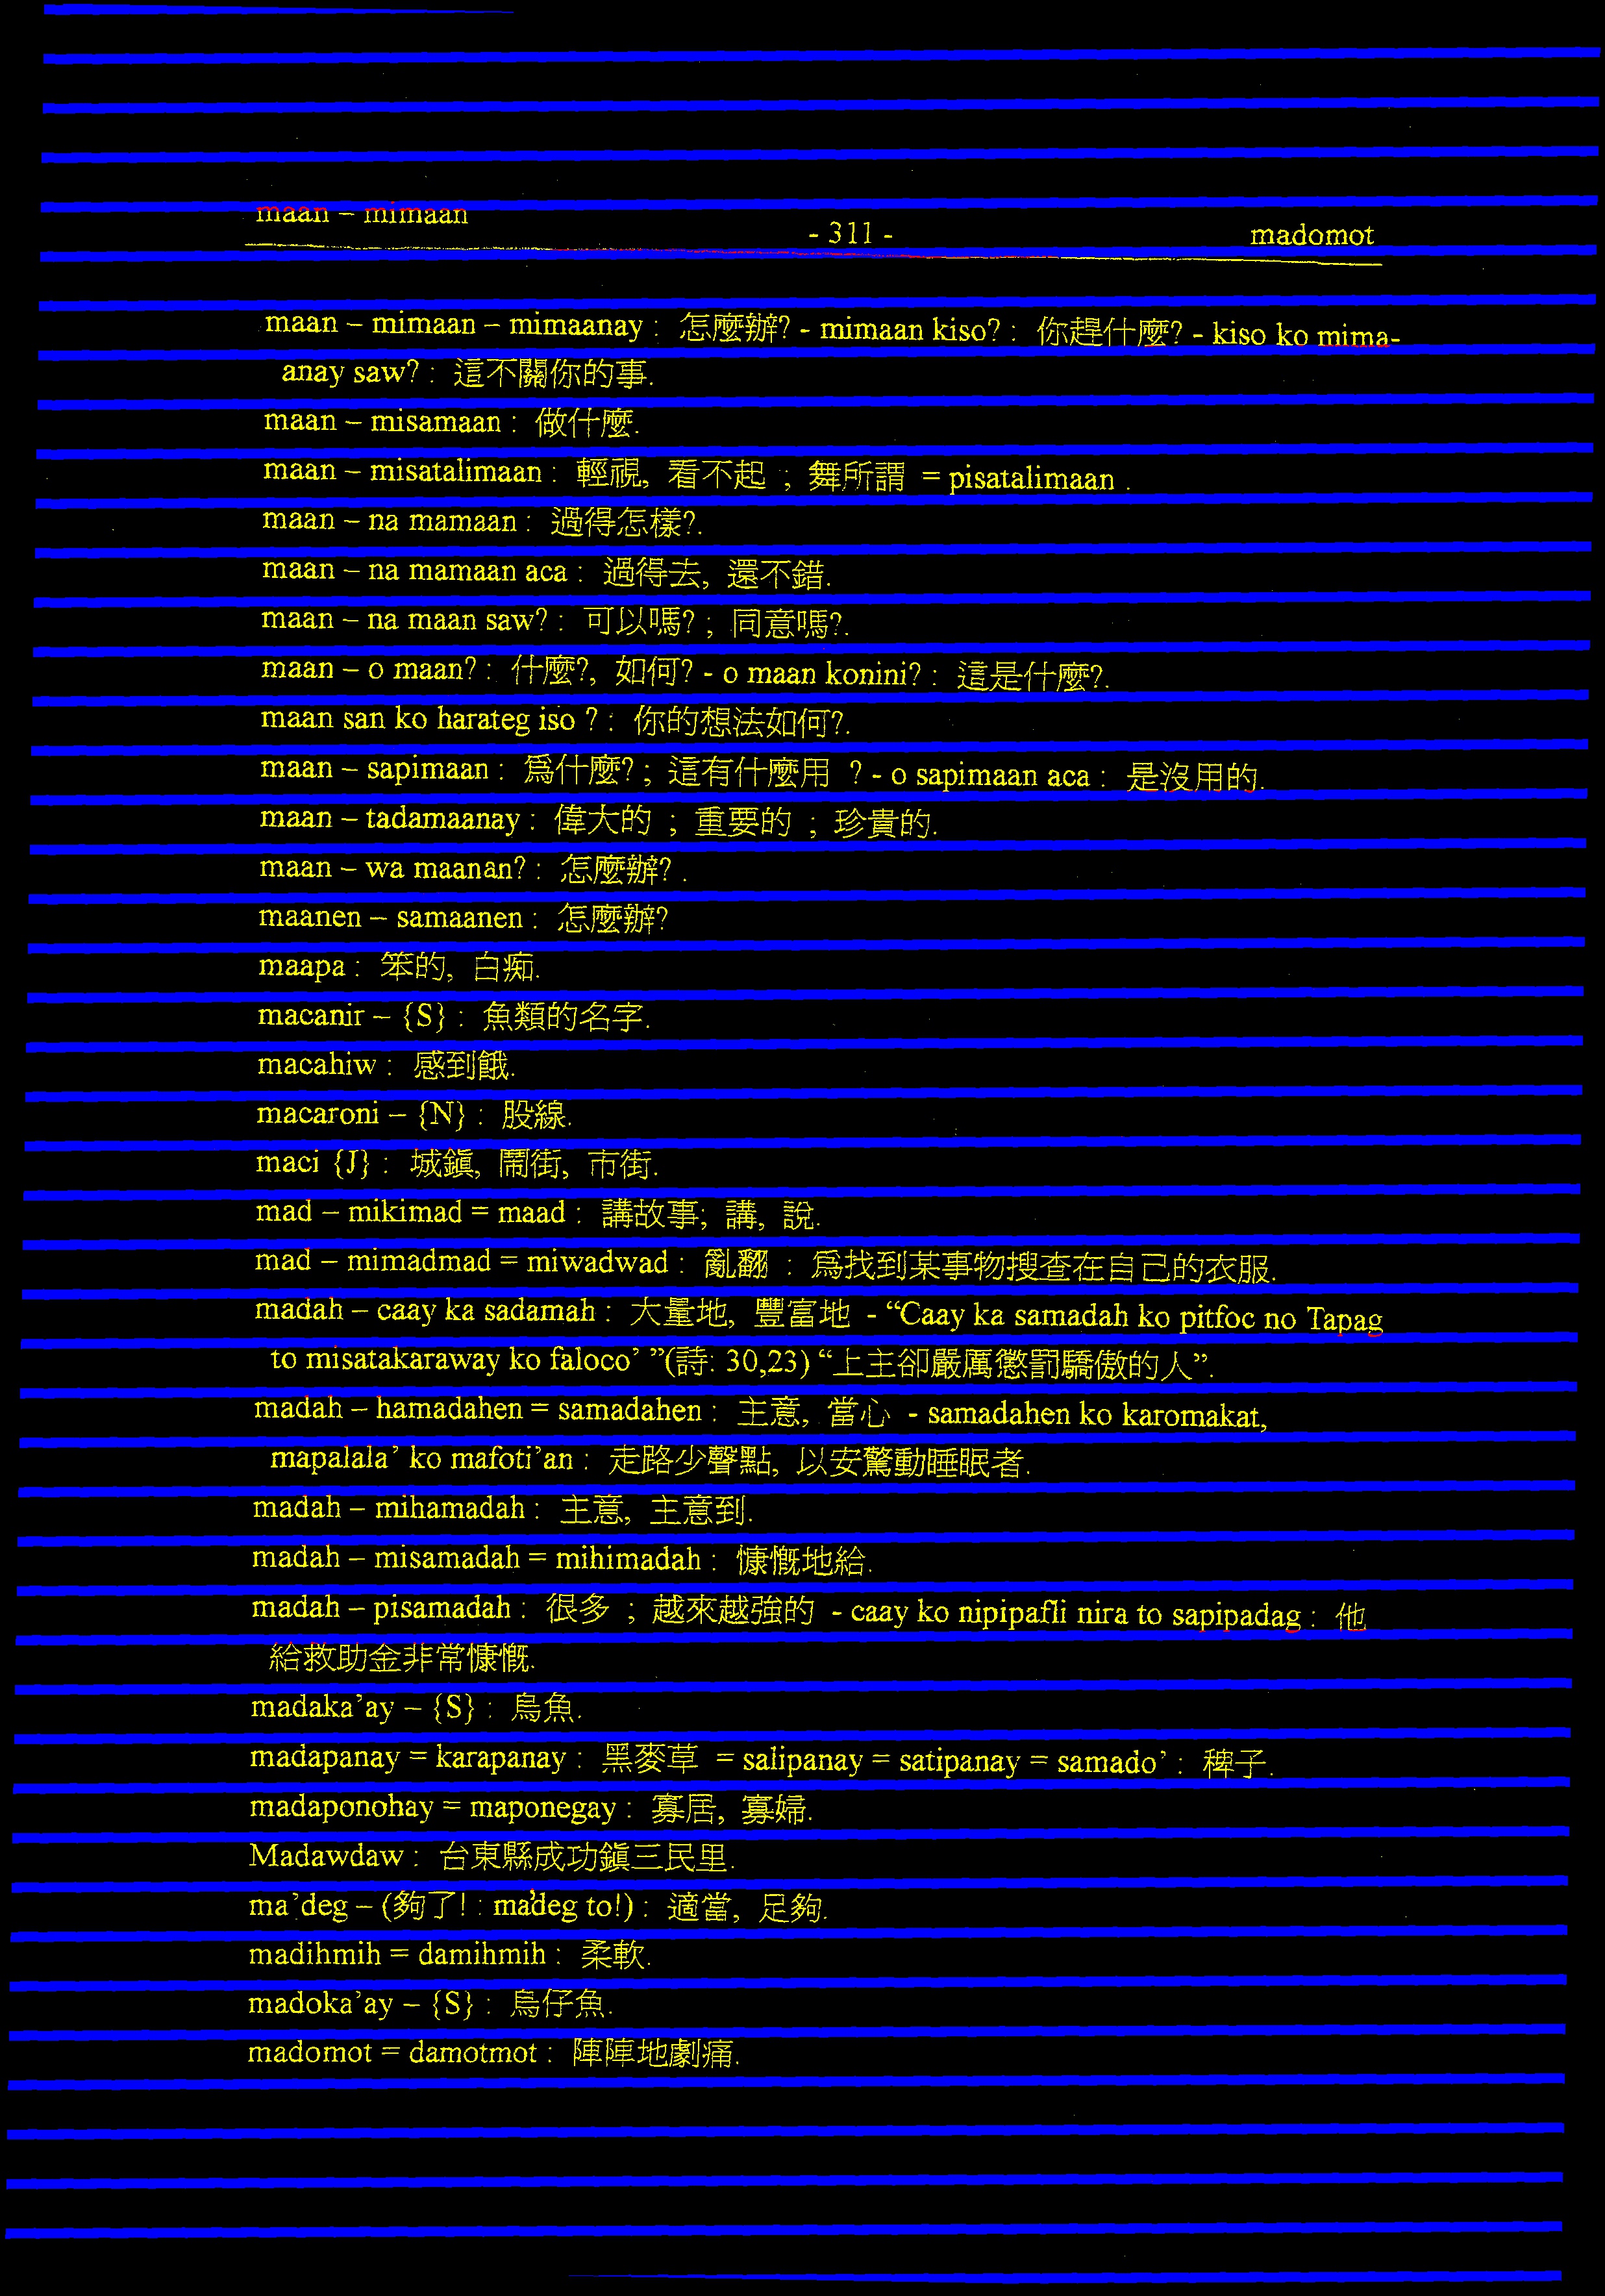 maan – mimaan - 311 - madomot
maan – mimaan – mimaanay : 怎麼辦? - mimaan kiso? : 你趕什麼? - kiso ko mima-
anay saw? : 這不關你的事.
maan – misamaan : 做什麼.
maan – misatalimaan : 輕視, 看不起 ; 舞所謂 = pisatalimaan .
maan – na mamaan : 過得怎樣?.
maan – na mamaan aca : 過得去, 還不錯.
maan – na maan saw? : 可以嗎? ; 同意嗎?.
maan – o maan? : 什麼?, 如何? - o maan konini? : 這是什麼?.
maan san ko harateg iso ? : 你的想法如何?.
maan – sapimaan : 爲什麼? ; 這有什麼用 ? - o sapimaan aca : 是沒用的.
maan – tadamaanay : 偉大的 ; 重要的 ; 珍貴的.
maan – wa maanan? : 怎麼辦? .
maanen – samaanen : 怎麼辦?
maapa : 笨的, 白痴.
macanir – {S} : 魚類的名字.
macahiw : 感到餓.
macaroni – {N} : 股線.
maci {J} : 城鎮, 鬧街, 市街.
mad – mikimad = maad : 講故事; 講, 說.
mad – mimadmad = miwadwad : 亂翻 : 爲找到某事物搜查在自己的衣服.
madah – caay ka sadamah : 大量地, 豐富地 - “Caay ka samadah ko pitfoc no Tapag
to misatakaraway ko faloco’ ”(詩: 30,23) “上主卻嚴厲懲罰驕傲的人”.
madah – hamadahen = samadahen : 主意, 當心 - samadahen ko karomakat,
mapalala’ ko mafoti’an : 走路少聲點, 以安驚動睡眠者.
madah – mihamadah : 主意, 主意到.
madah – misamadah = mihimadah : 慷慨地給.
madah – pisamadah : 很多 ; 越來越強的 - caay ko nipipafli nira to sapipadag : 他
給救助金非常慷慨.
madaka’ay – {S} : 烏魚.
madapanay = karapanay : 黑麥草 = salipanay = satipanay = samado’ : 稗子.
madaponohay = maponegay : 寡居, 寡婦.
Madawdaw : 台東縣成功鎮三民里.
ma’deg – (夠了! : ma’deg to!) : 適當, 足夠.
madihmih = damihmih : 柔軟.
madoka’ay – {S} : 烏仔魚.
madomot = damotmot : 陣陣地劇痛.